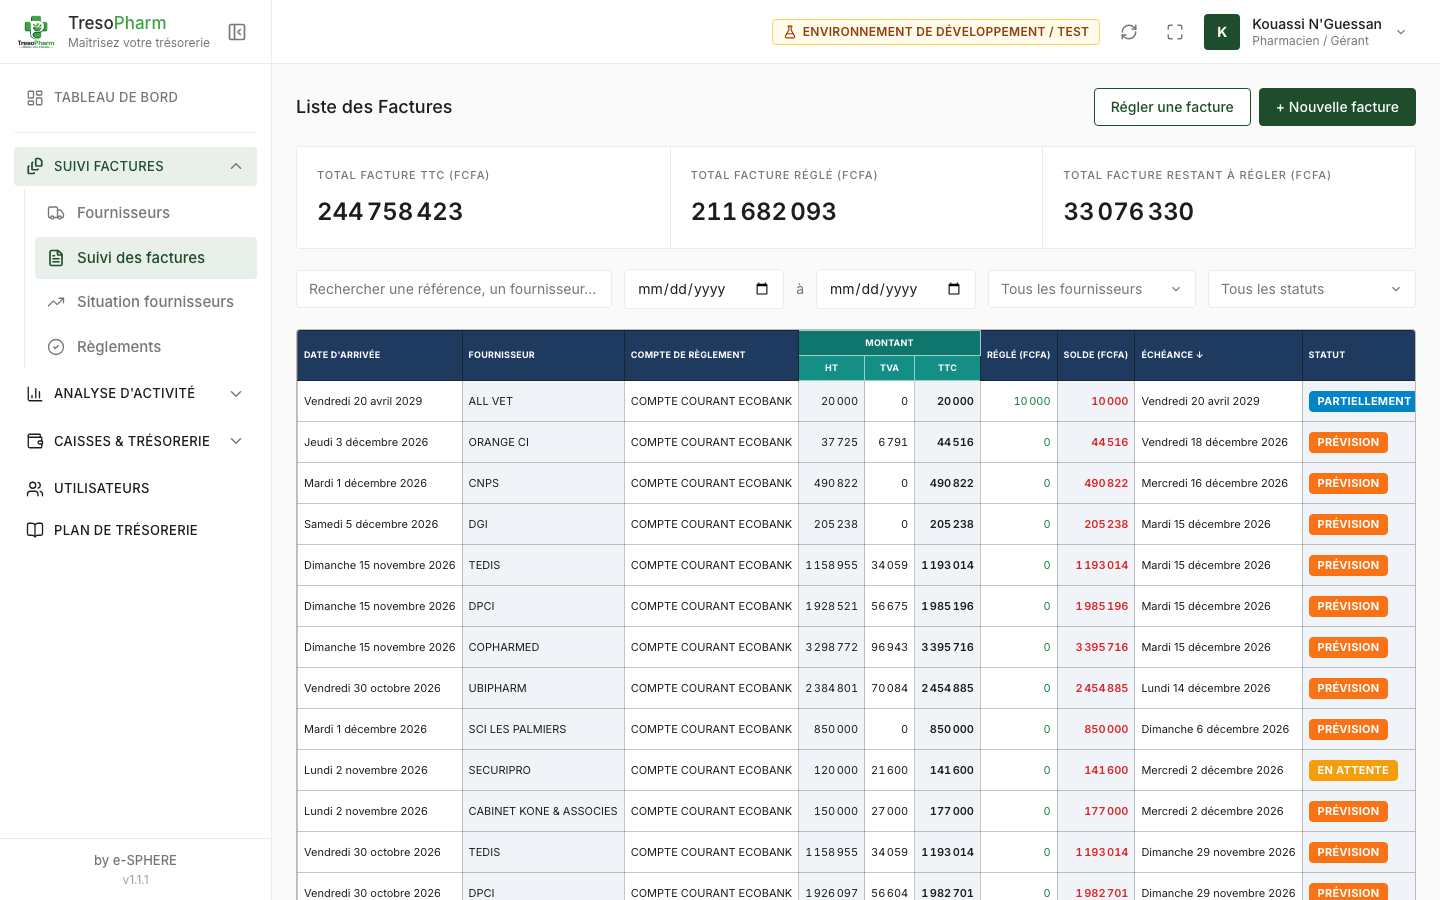 TresoPharm
Maîtrisez votre trésorerie
TresoPharm
ENVIRONNEMENT DE DÉVELOPPEMENT / TEST
K
Kouassi N'Guessan
Pharmacien / Gérant
TABLEAU DE BORD
SUIVI FACTURES
Fournisseurs
Suivi des factures
Situation fournisseurs
Règlements
ANALYSE D'ACTIVITÉ
CAISSES & TRÉSORERIE
UTILISATEURS
PLAN DE TRÉSORERIE
by e-SPHERE
v1.1.1
Liste des Factures
Régler une facture
+ Nouvelle facture
TOTAL FACTURE TTC (FCFA)
244 758 423
TOTAL FACTURE RÉGLÉ (FCFA)
211 682 093
TOTAL FACTURE RESTANT À RÉGLER (FCFA)
33 076 330
Rechercher une référence, un fournisseur... mm/dd/yyyy à mm/dd/yyyy Tous les fournisseurs Tous les statuts
DATE D'ARRIVÉE FOURNISSEUR COMPTE DE RÈGLEMENT MONTANT HT TVA TTC RÉGLÉ (FCFA) SOLDE (FCFA) ÉCHÉANCE ↓ STATUT
Vendredi 20 avril 2029 ALL VET COMPTE COURANT ECOBANK 20 000 0 20 000 10 000 10 000 Vendredi 20 avril 2029 PARTIELLEMENT
Jeudi 3 décembre 2026 ORANGE CI COMPTE COURANT ECOBANK 37 725 6 791 44 516 0 44 516 Vendredi 18 décembre 2026 PRÉVISION
Mardi 1 décembre 2026 CNPS COMPTE COURANT ECOBANK 490 822 0 490 822 0 490 822 Mercredi 16 décembre 2026 PRÉVISION
Samedi 5 décembre 2026 DGI COMPTE COURANT ECOBANK 205 238 0 205 238 0 205 238 Mardi 15 décembre 2026 PRÉVISION
Dimanche 15 novembre 2026 TEDIS COMPTE COURANT ECOBANK 1 158 955 34 059 1 193 014 0 1 193 014 Mardi 15 décembre 2026 PRÉVISION
Dimanche 15 novembre 2026 DPCI COMPTE COURANT ECOBANK 1 928 521 56 675 1 985 196 0 1 985 196 Mardi 15 décembre 2026 PRÉVISION
Dimanche 15 novembre 2026 COPHARMED COMPTE COURANT ECOBANK 3 298 772 96 943 3 395 716 0 3 395 716 Mardi 15 décembre 2026 PRÉVISION
Vendredi 30 octobre 2026 UBIPHARM COMPTE COURANT ECOBANK 2 384 801 70 084 2 454 885 0 2 454 885 Lundi 14 décembre 2026 PRÉVISION
Mardi 1 décembre 2026 SCI LES PALMIERS COMPTE COURANT ECOBANK 850 000 0 850 000 0 850 000 Dimanche 6 décembre 2026 PRÉVISION
Lundi 2 novembre 2026 SECURIPRO COMPTE COURANT ECOBANK 120 000 21 600 141 600 0 141 600 Mercredi 2 décembre 2026 EN ATTENTE
Lundi 2 novembre 2026 CABINET KONE & ASSOCIES COMPTE COURANT ECOBANK 150 000 27 000 177 000 0 177 000 Mercredi 2 décembre 2026 PRÉVISION
Vendredi 30 octobre 2026 TEDIS COMPTE COURANT ECOBANK 1 158 955 34 059 1 193 014 0 1 193 014 Dimanche 29 novembre 2026 PRÉVISION
Vendredi 30 octobre 2026 DPCI COMPTE COURANT ECOBANK 1 926 097 56 604 1 982 701 0 1 982 701 Dimanche 29 novembre 2026 PRÉVISION